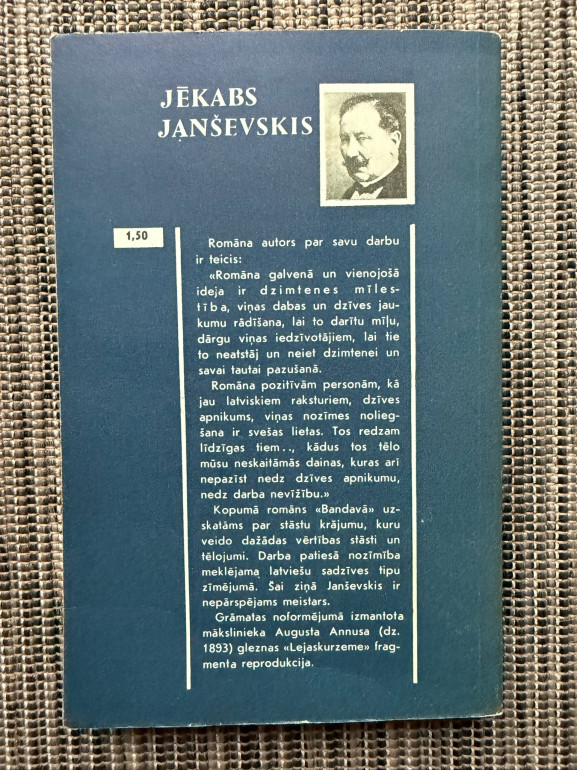 JĒKABS
JANŠEVSKIS
1,50
Romāna autors par savu darbu
ir teicis:
«Romāna galvenā un vienojošā
ideja ir dzimtenes mīles-
tība, viņas dabas un dzīves jau-
kumu rādīšana, lai to darītu mīļu,
dārgu viņas iedzīvotājiem, lai tie
to neatstāj un neiet dzimtenei un
savai tautai pazušanā.
Romāna pozitīvām personām, kā
jau latviskiem raksturiem, dzīves
apnikums, viņas nozīmes nolieg-
šana ir svešas lietas. Tos redzam
līdzīgas tiem.., kādus tos tēlo
mūsu neskaitāmās dainas, kuras arī
nepazīst nedz dzīves apnikumu,
nedz darba nevīžību.»
Kopumā romāns «Bandavā» uz-
skatāms par stāstu krājumu, kuru
veido dažādas vērtības stāsti un
tēlojumi. Darba patiesā nozīmība
meklējama latviešu sadzīves tipu
zīmējumā. Šai ziņā Janševskis ir
nepārspējams meistars.
Grāmatas noformējumā izmantota
mākslinieka Augusta Annusa (dz.
1893) gleznas «Lejaskurzeme» frag-
menta reprodukcija.